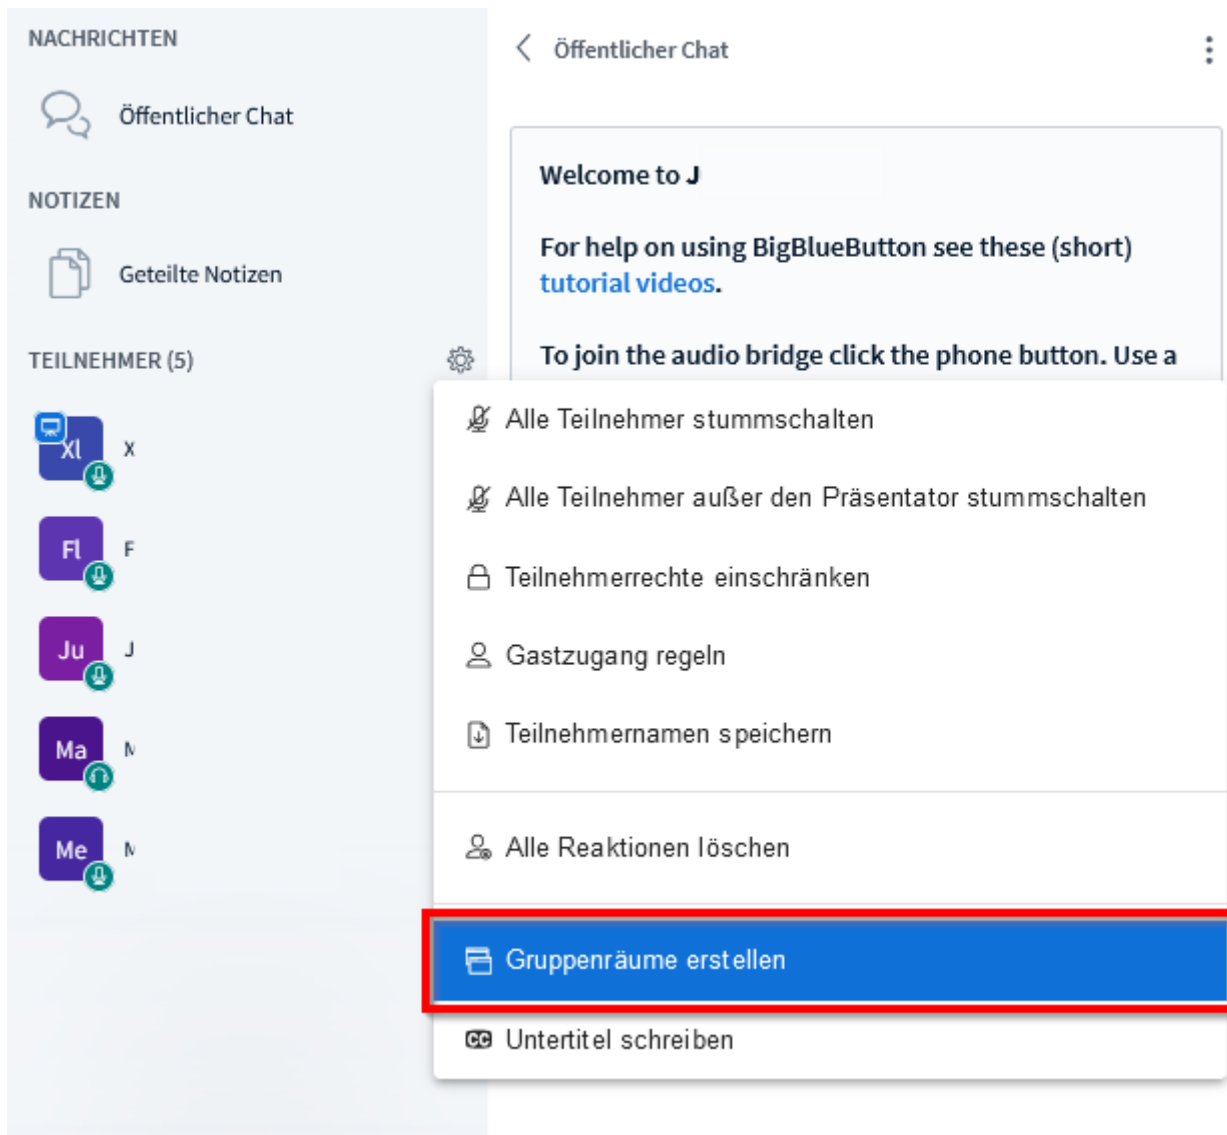 NACHRICHTEN
Öffentlicher Chat
NOTIZEN
Geteilte Notizen
TEILNEHMER (5)
Xl X
Fl F
Ju J
Ma M
Me M
Öffentlicher Chat
Welcome to J
For help on using BigBlueButton see these (short)
tutorial videos.
To join the audio bridge click the phone button. Use a
Alle Teilnehmer stummschalten
Alle Teilnehmer außer den Präsentator stummschalten
Teilnehmerrechte einschränken
Gastzugang regeln
Teilnehmernamen speichern
Alle Reaktionen löschen
Gruppenräume erstellen
CC Untertitel schreiben